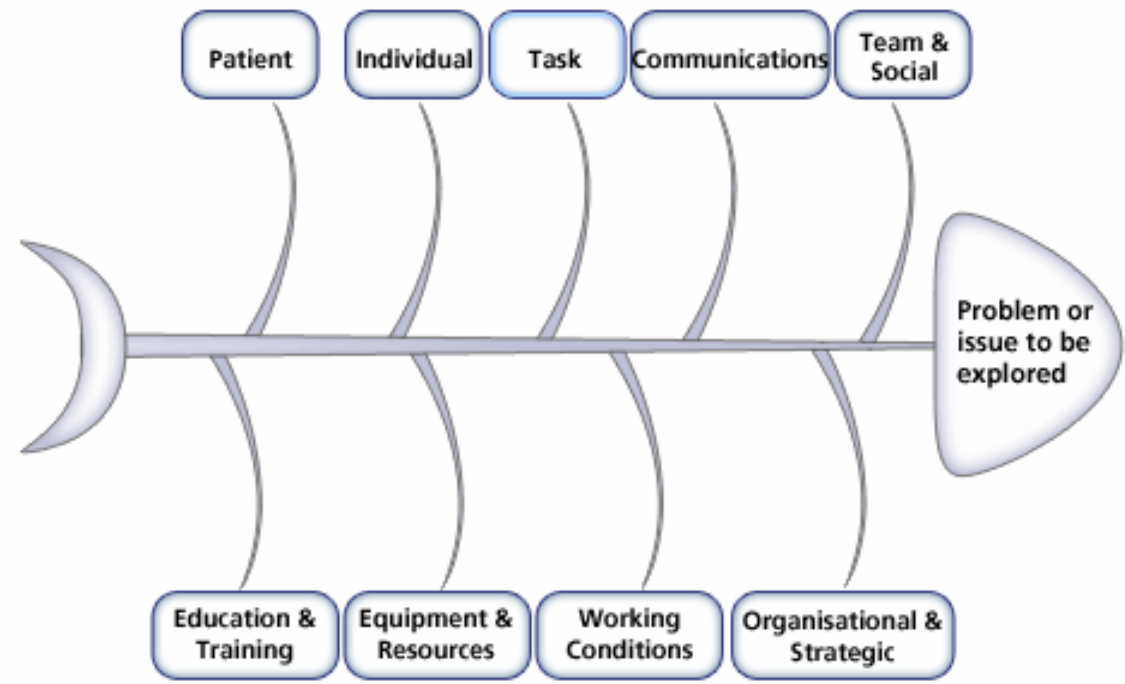 Patient
Individual
Task
Communications
Team &
Social
Problem or
issue to be
explored
Education &
Training
Equipment &
Resources
Working
Conditions
Organisational &
Strategic